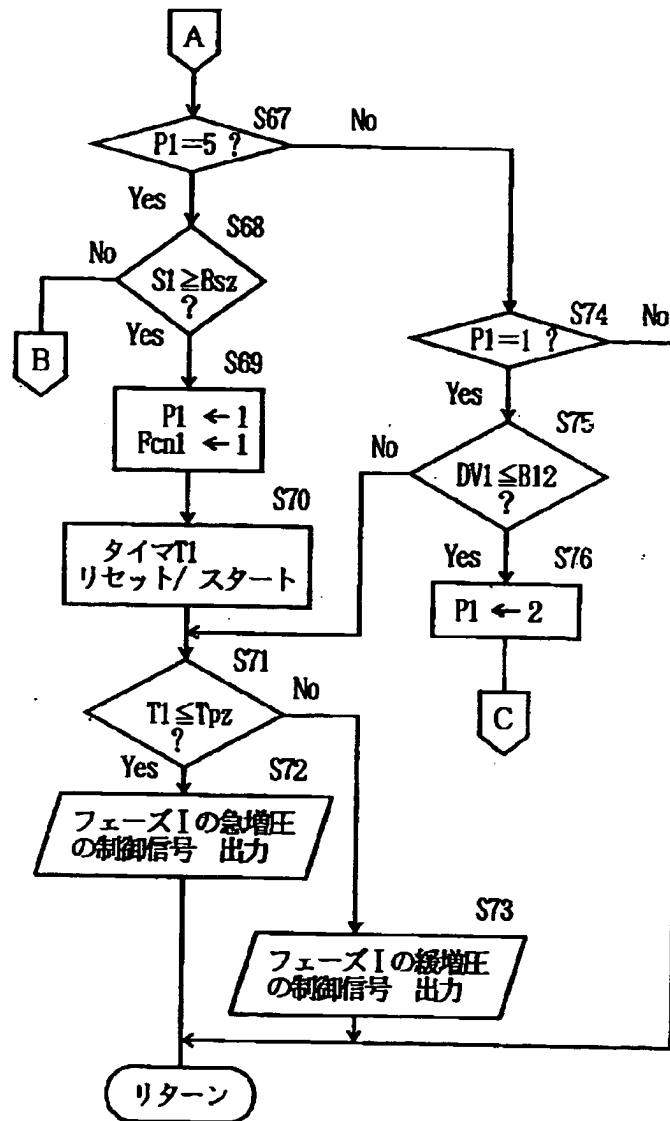 A
S67
P1=5 ?
No
Yes
S68
No
S1≧Bsz
?
Yes
B
S69
P1 ←1
Fcn1 ←1
S70
タイマT1
リセット/ スタート
S74
No
P1=1 ?
Yes
S75
No
DV1≦B12
?
Yes
S76
P1 ←2
C
S71
T1≦Tpz
?
No
Yes
S72
フェーズⅠの急増圧
の制御信号 出力
S73
フェーズⅠの緩増圧
の制御信号 出力
リターン